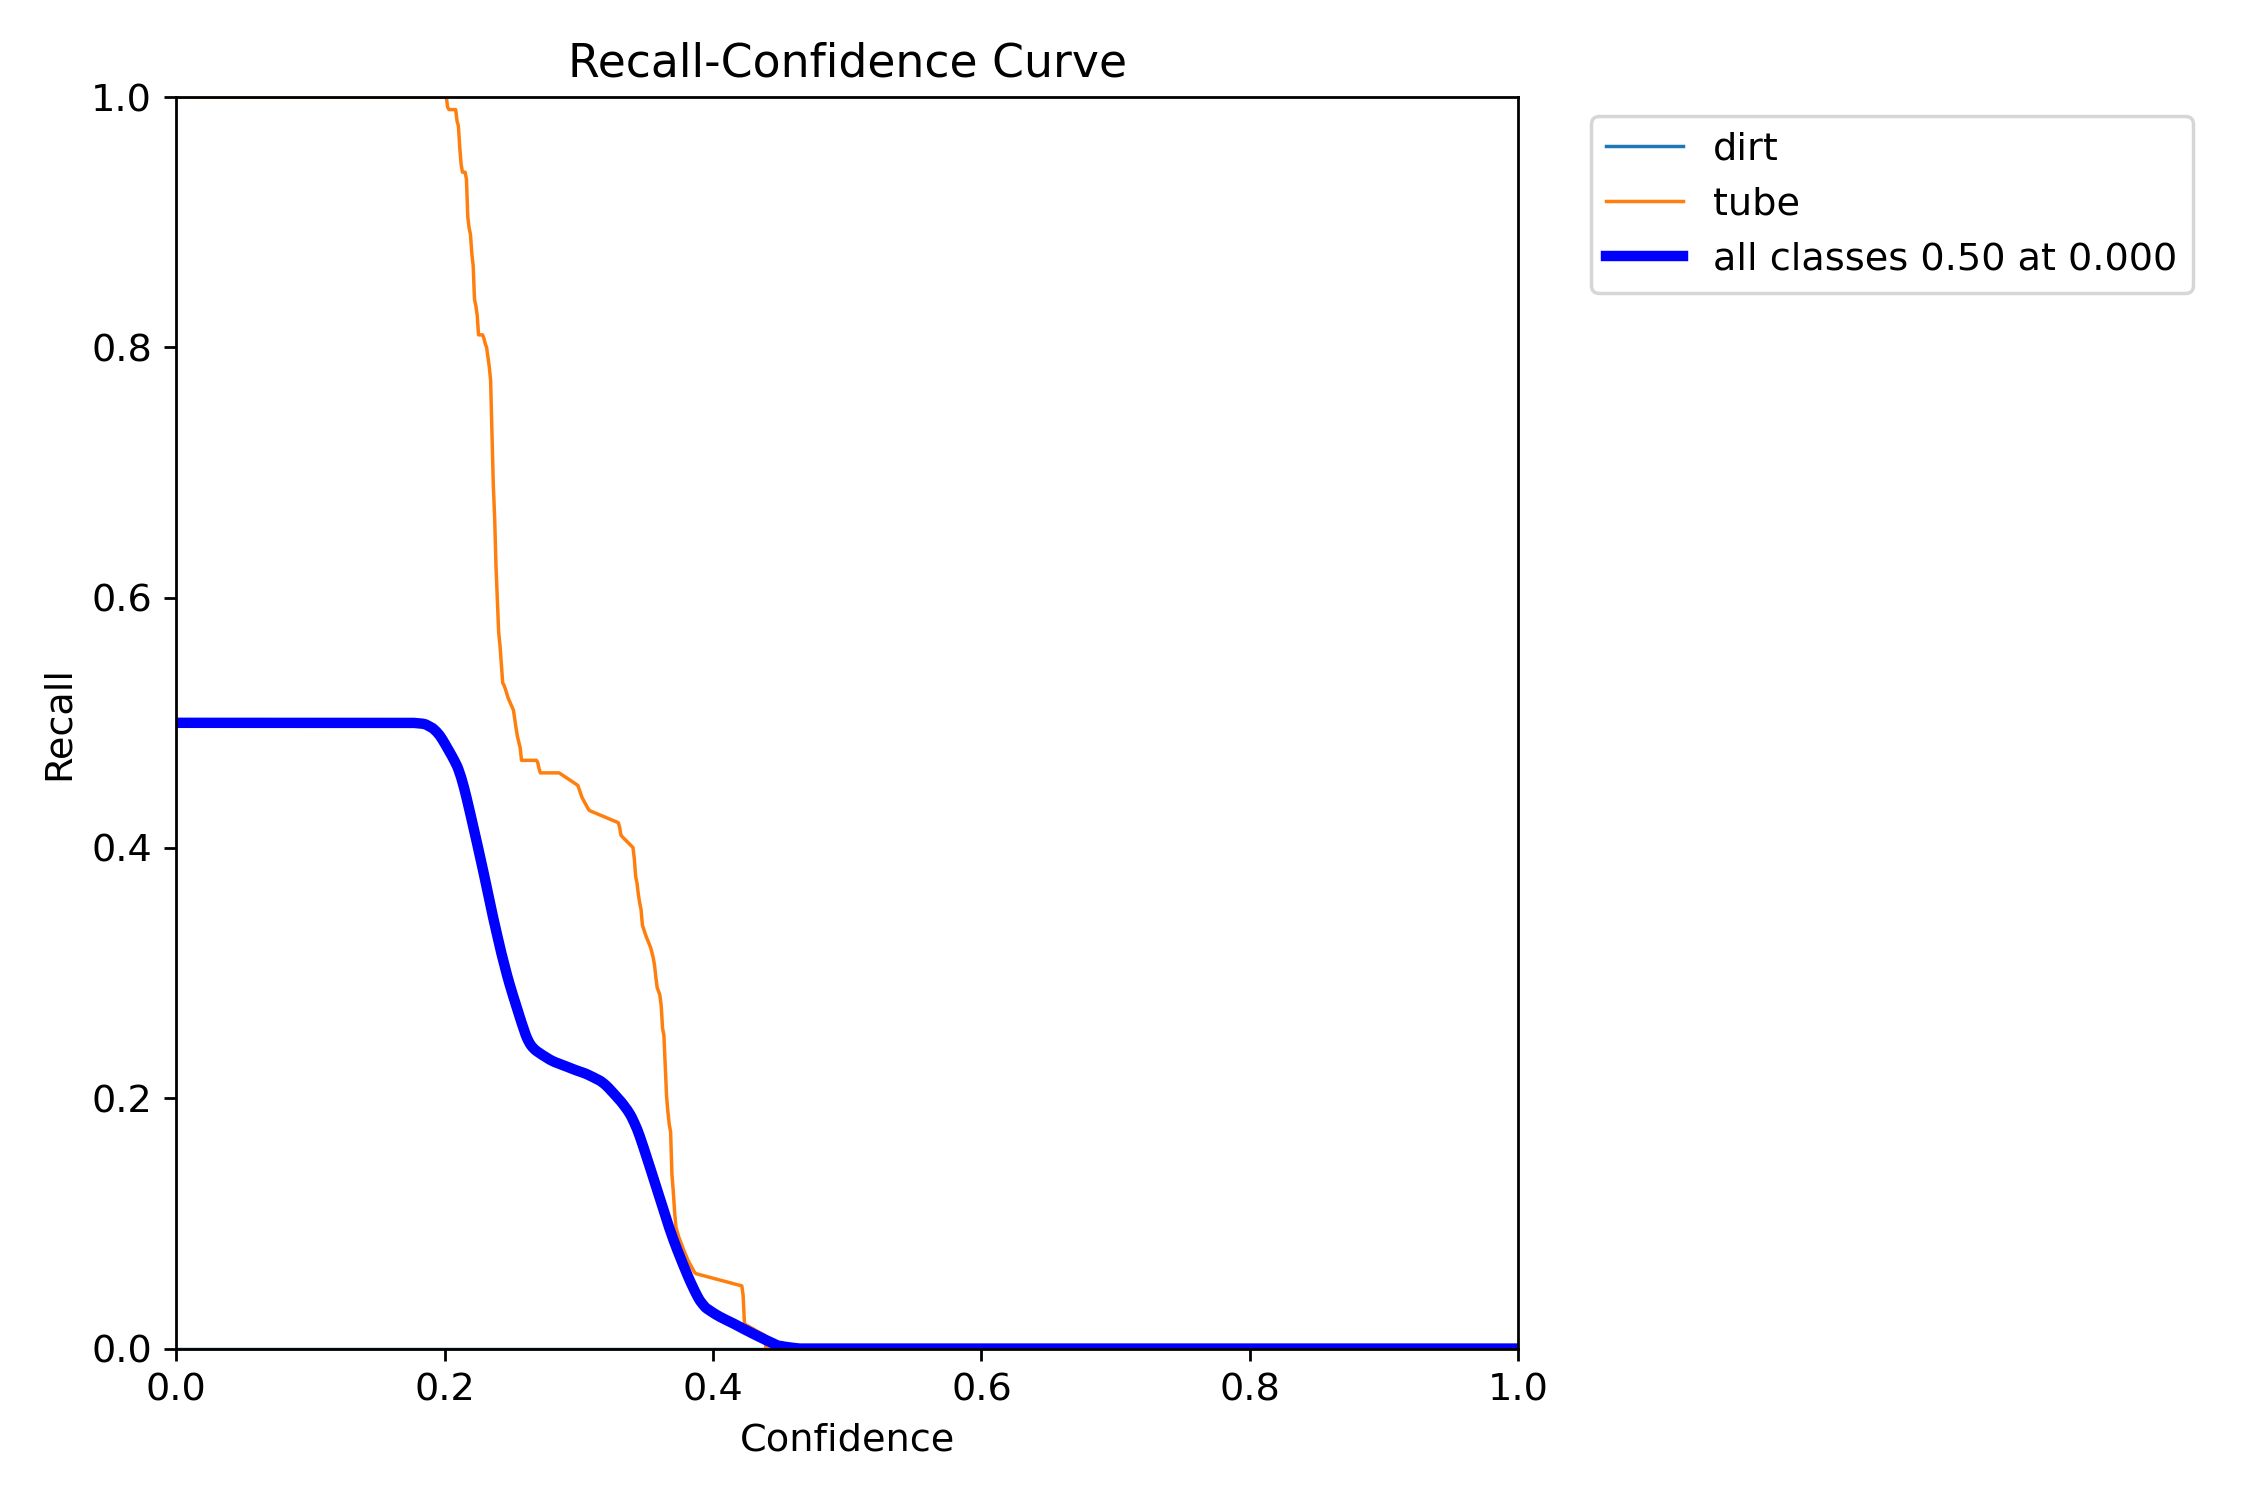 Recall-Confidence Curve
1.0
0.8
0.6
0.4
0.2
0.0
Recall
0.0 0.2 0.4 0.6 0.8 1.0
Confidence
dirt
tube
all classes 0.50 at 0.000